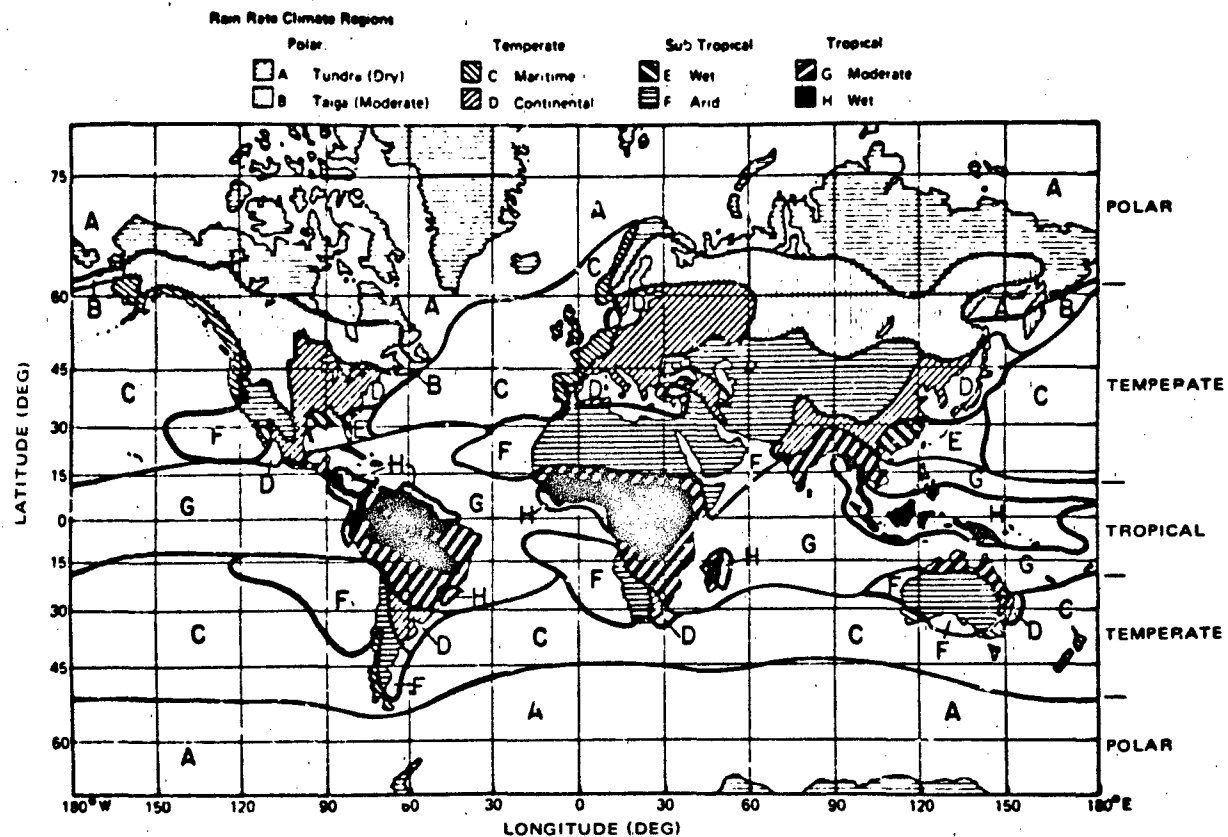 Rain Rate Climate Regions
Polar Temperate Sub Tropical Tropical
A Tundra (Dry) C Maritime E Wet G Moderate
B Taiga (Moderate) D Continental F Arid H Wet
75
A A A POLAR
C
60 B A A D A B
45 C D B C D D C TEMPERATE
30 F E F F E
15 D H G
G G H H
0 G TROPICAL
15 H G
F F F
30 H C
C D C D C F D TEMPERATE
45 F
A A
60 A POLAR
180°W 150 120 90 60 30 0 30 60 90 120 150 180°E
LONGITUDE (DEG)
LATITUDE (DEG)